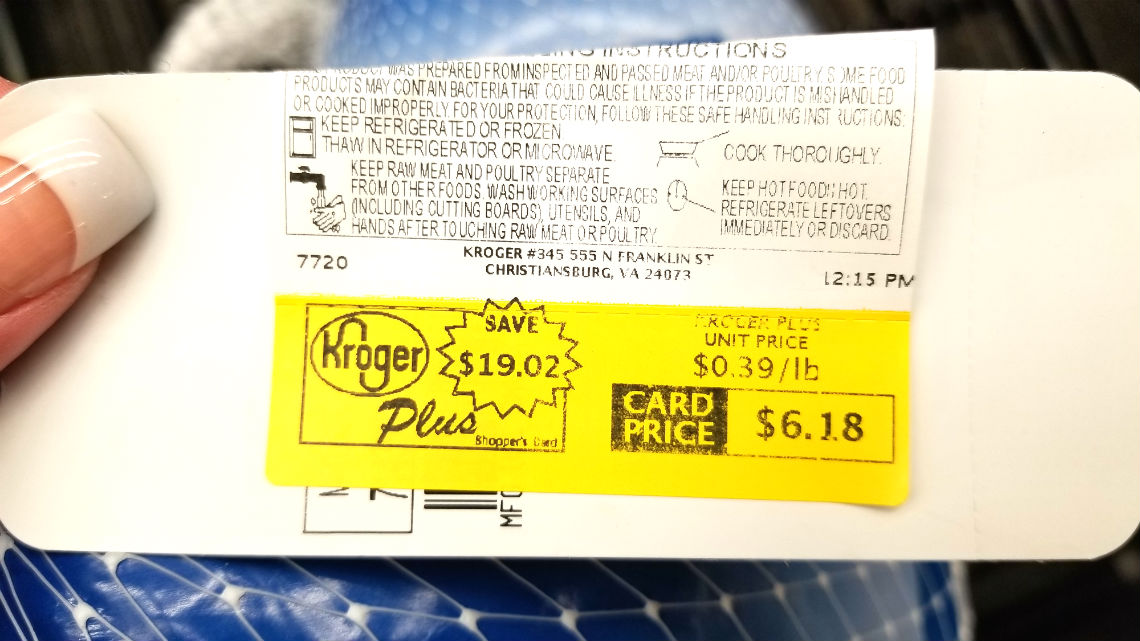 INSTRUCTIONS
PRODUCT WAS PREPARED FROM INSPECTED AND PASSED MEAT AND/OR POULTRY. SOME FOOD
PRODUCTS MAY CONTAIN BACTERIA THAT COULD CAUSE ILLNESS IF THE PRODUCT IS MISHANDLED
OR COOKED IMPROPERLY. FOR YOUR PROTECTION, FOLLOW THESE SAFE HANDLING INSTRUCTIONS.
KEEP REFRIGERATED OR FROZEN.
THAW IN REFRIGERATOR OR MICROWAVE.
COOK THOROUGHLY.
KEEP RAW MEAT AND POULTRY SEPARATE
FROM OTHER FOODS. WASH WORKING SURFACES
(INCLUDING CUTTING BOARDS), UTENSILS, AND
HANDS AFTER TOUCHING RAW MEAT OR POULTRY.
KEEP HOT FOODS HOT.
REFRIGERATE LEFTOVERS
IMMEDIATELY OR DISCARD.
7720
KROGER #345 555 N FRANKLIN ST
CHRISTIANSBURG, VA 24073
12:15 PM
Kroger
Plus
Shopper's Card
SAVE
$19.02
KROGER PLUS
UNIT PRICE
$0.39/lb
CARD
PRICE
$6.18